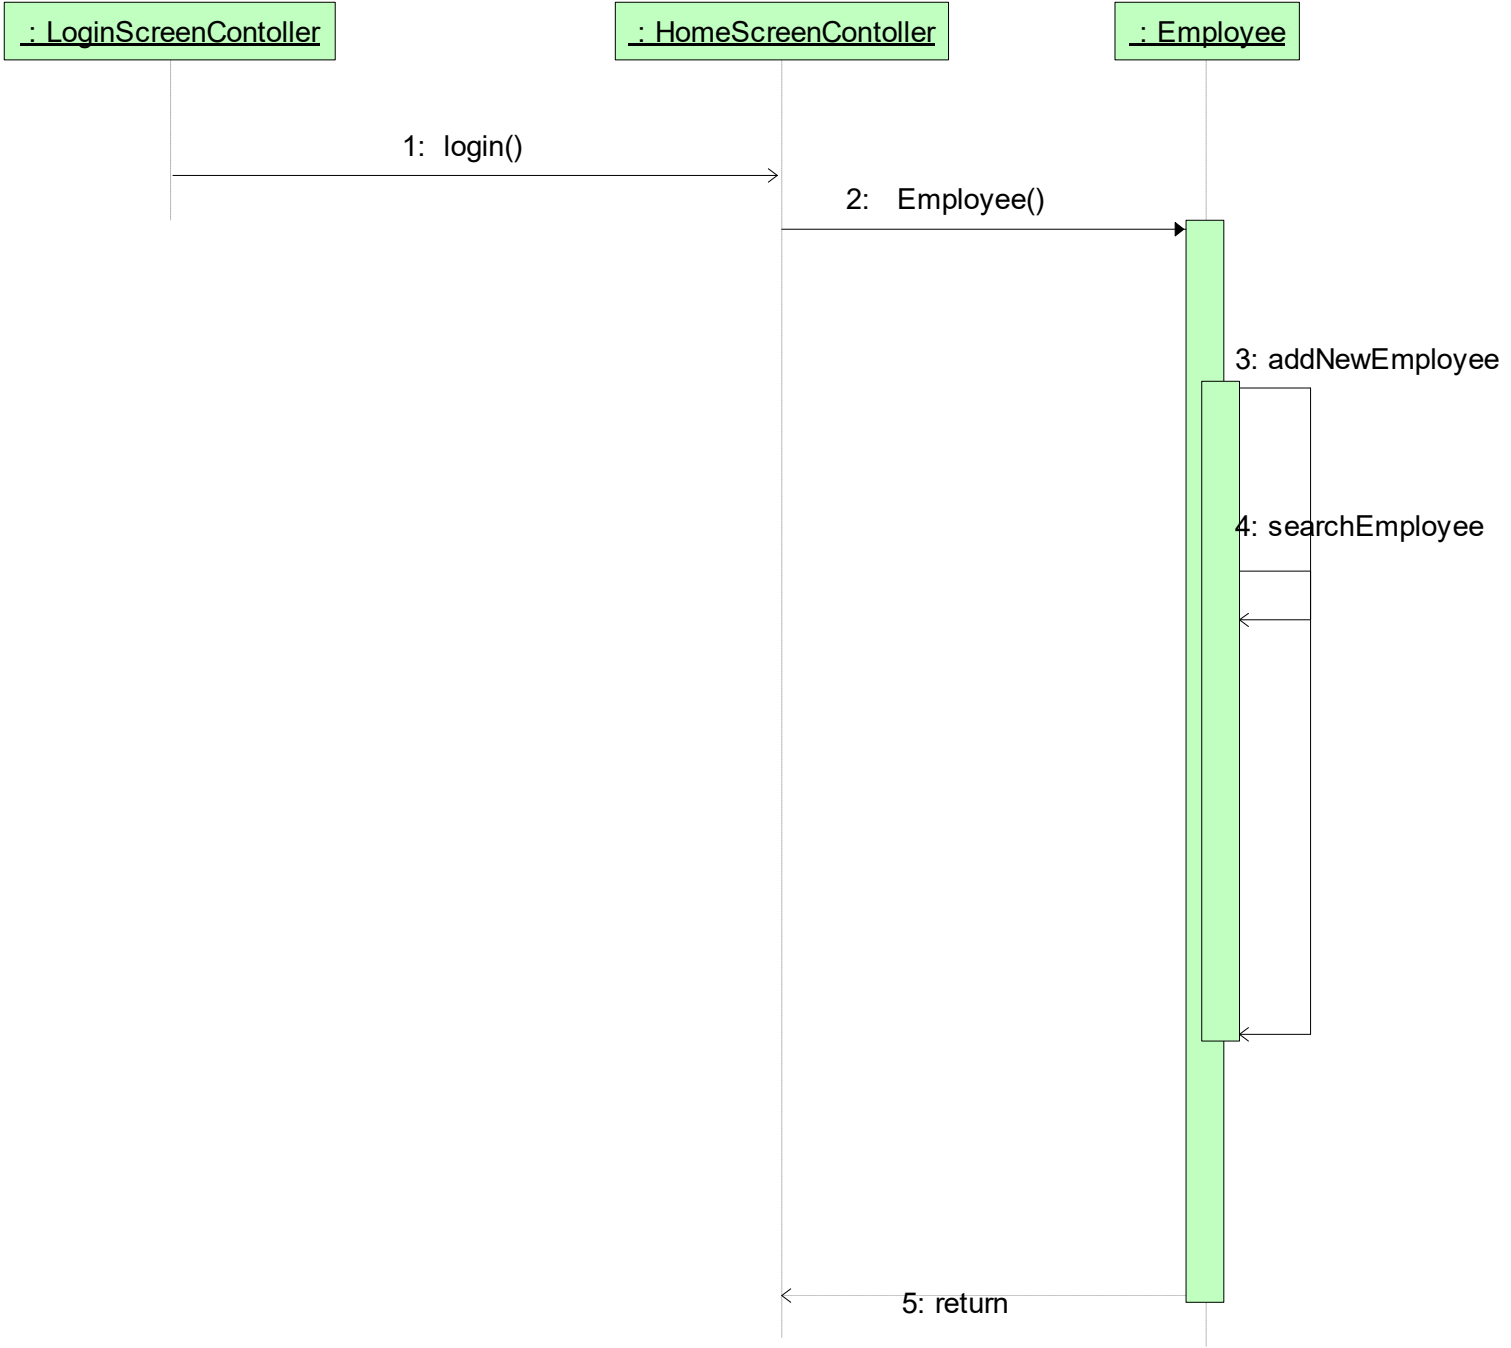 : LoginScreenContoller
: HomeScreenContoller
: Employee
1: login()
2: Employee()
3: addNewEmployee
4: searchEmployee
5: return